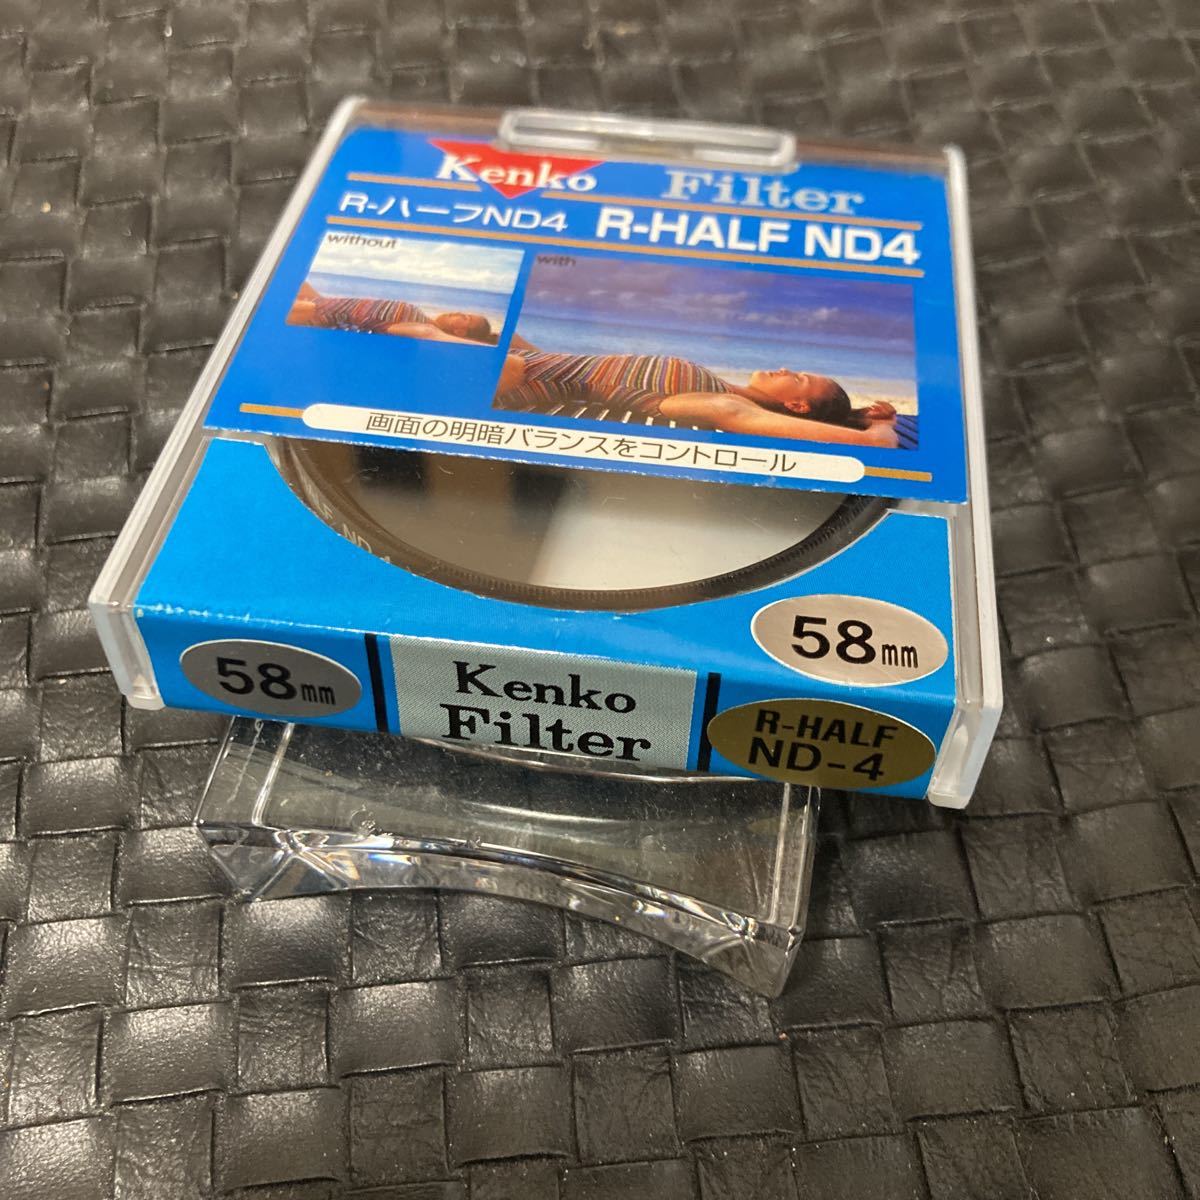 Kenko Filter
R-ハーフND4 R-HALF ND4
without
with
画面の明暗バランスをコントロール
ND
58mm
58mm
Kenko
Filter
R-HALF
ND-4